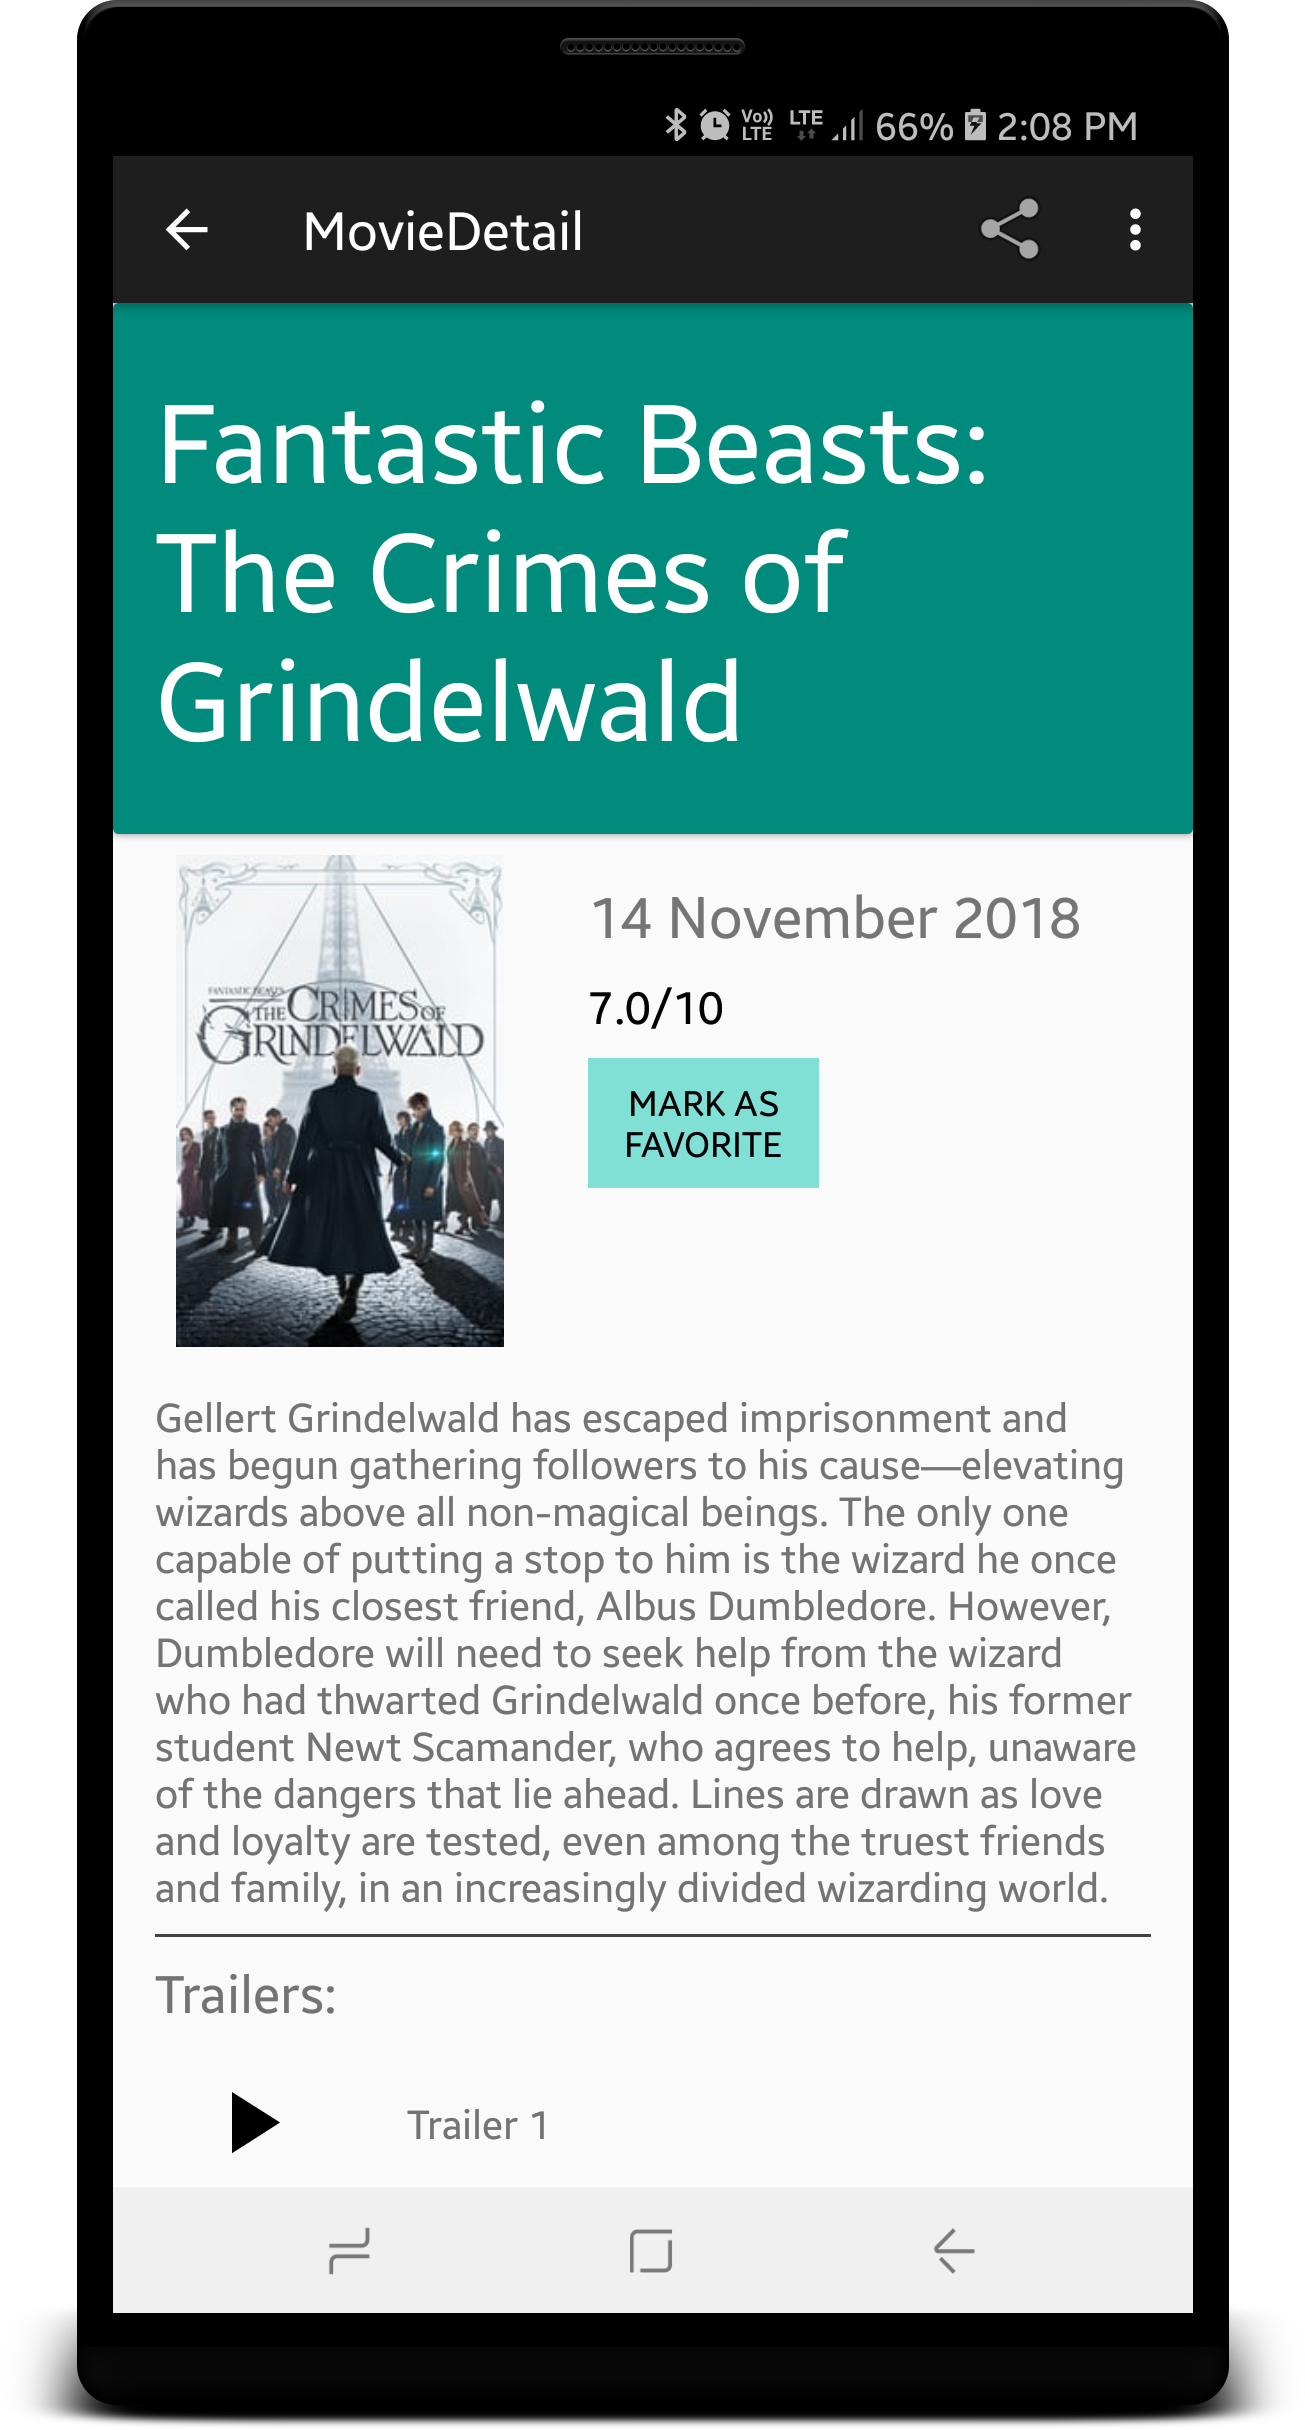 Vo)) LTE LTE 66% 2:08 PM
MovieDetail
Fantastic Beasts:
The Crimes of
Grindelwald
FANTASTIC BEASTS
THE CRIMES OF
GRINDELWALD
14 November 2018
7.0/10
MARK AS
FAVORITE
Gellert Grindelwald has escaped imprisonment and
has begun gathering followers to his cause—elevating
wizards above all non-magical beings. The only one
capable of putting a stop to him is the wizard he once
called his closest friend, Albus Dumbledore. However,
Dumbledore will need to seek help from the wizard
who had thwarted Grindelwald once before, his former
student Newt Scamander, who agrees to help, unaware
of the dangers that lie ahead. Lines are drawn as love
and loyalty are tested, even among the truest friends
and family, in an increasingly divided wizarding world.
Trailers:
Trailer 1